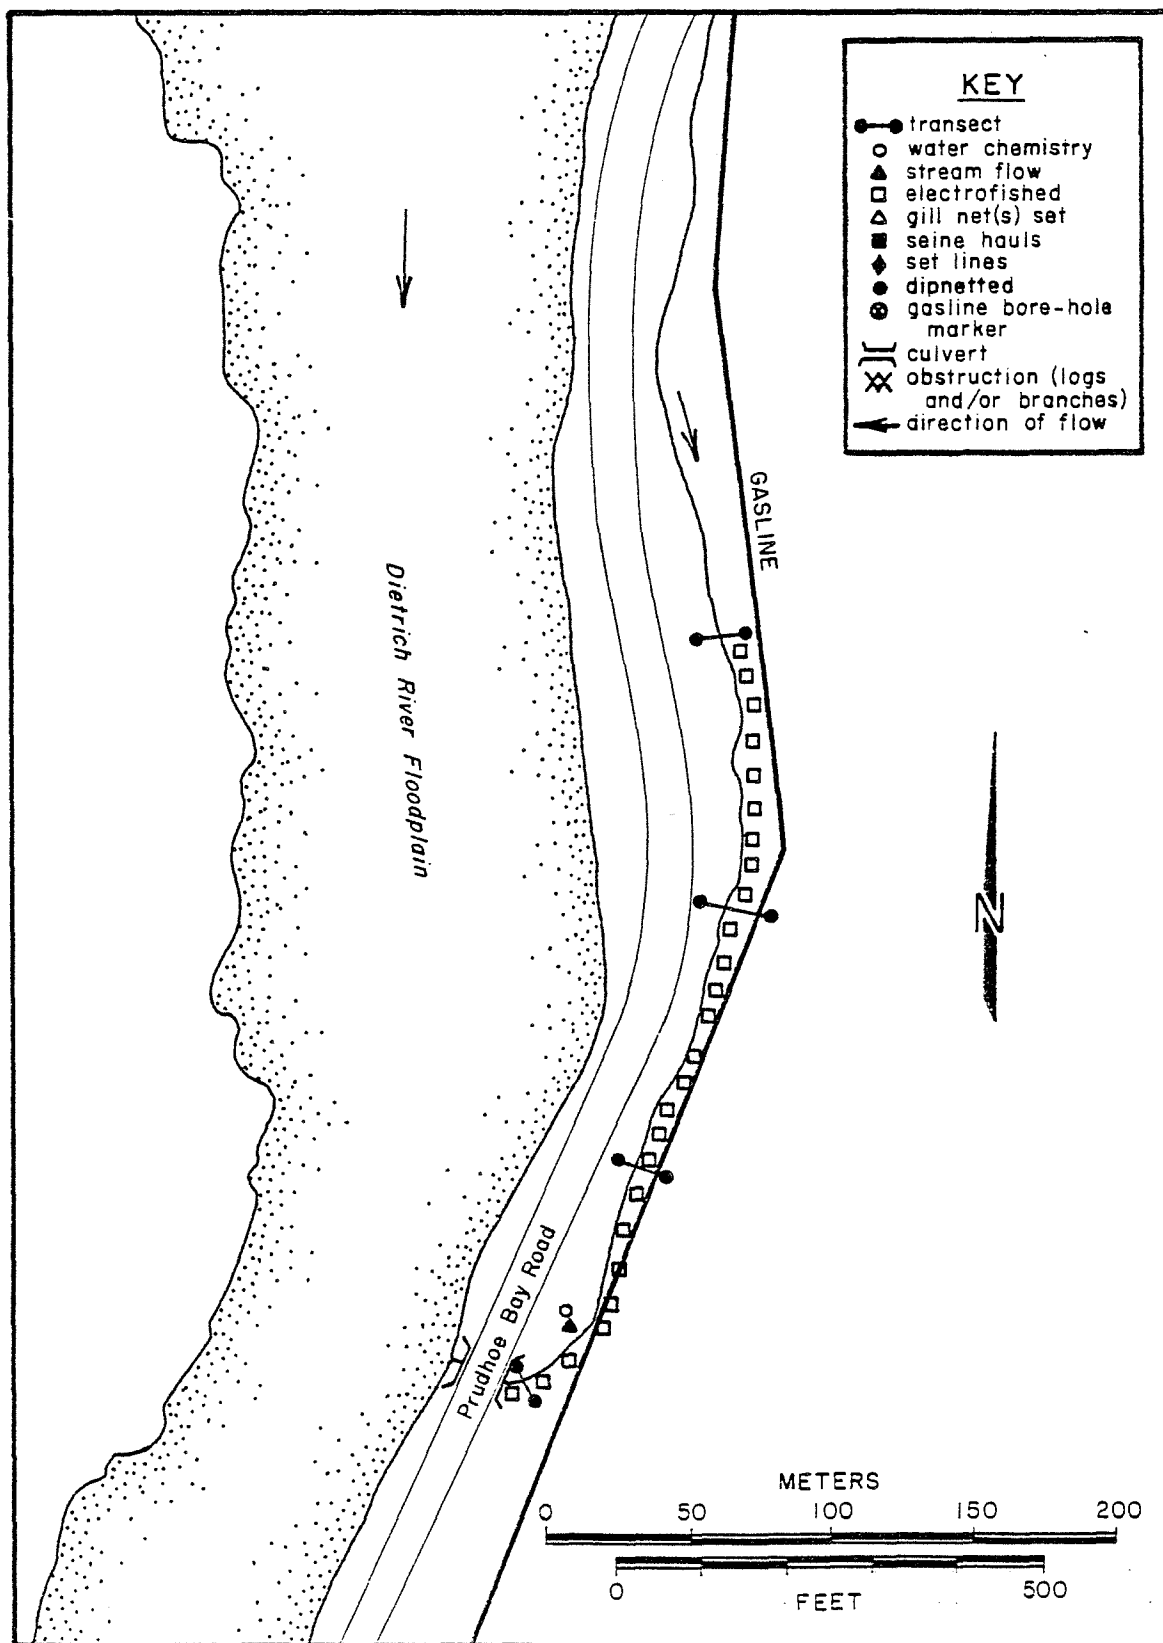 KEY
transect
water chemistry
stream flow
electrofished
gill net(s) set
seine hauls
set lines
dipnetted
gasline bore-hole
marker
culvert
obstruction (logs
and/or branches)
direction of flow
GASLINE
Dietrich River Floodplain
N
Prudhoe Bay Road
METERS
0 50 100 150 200
0 500
FEET